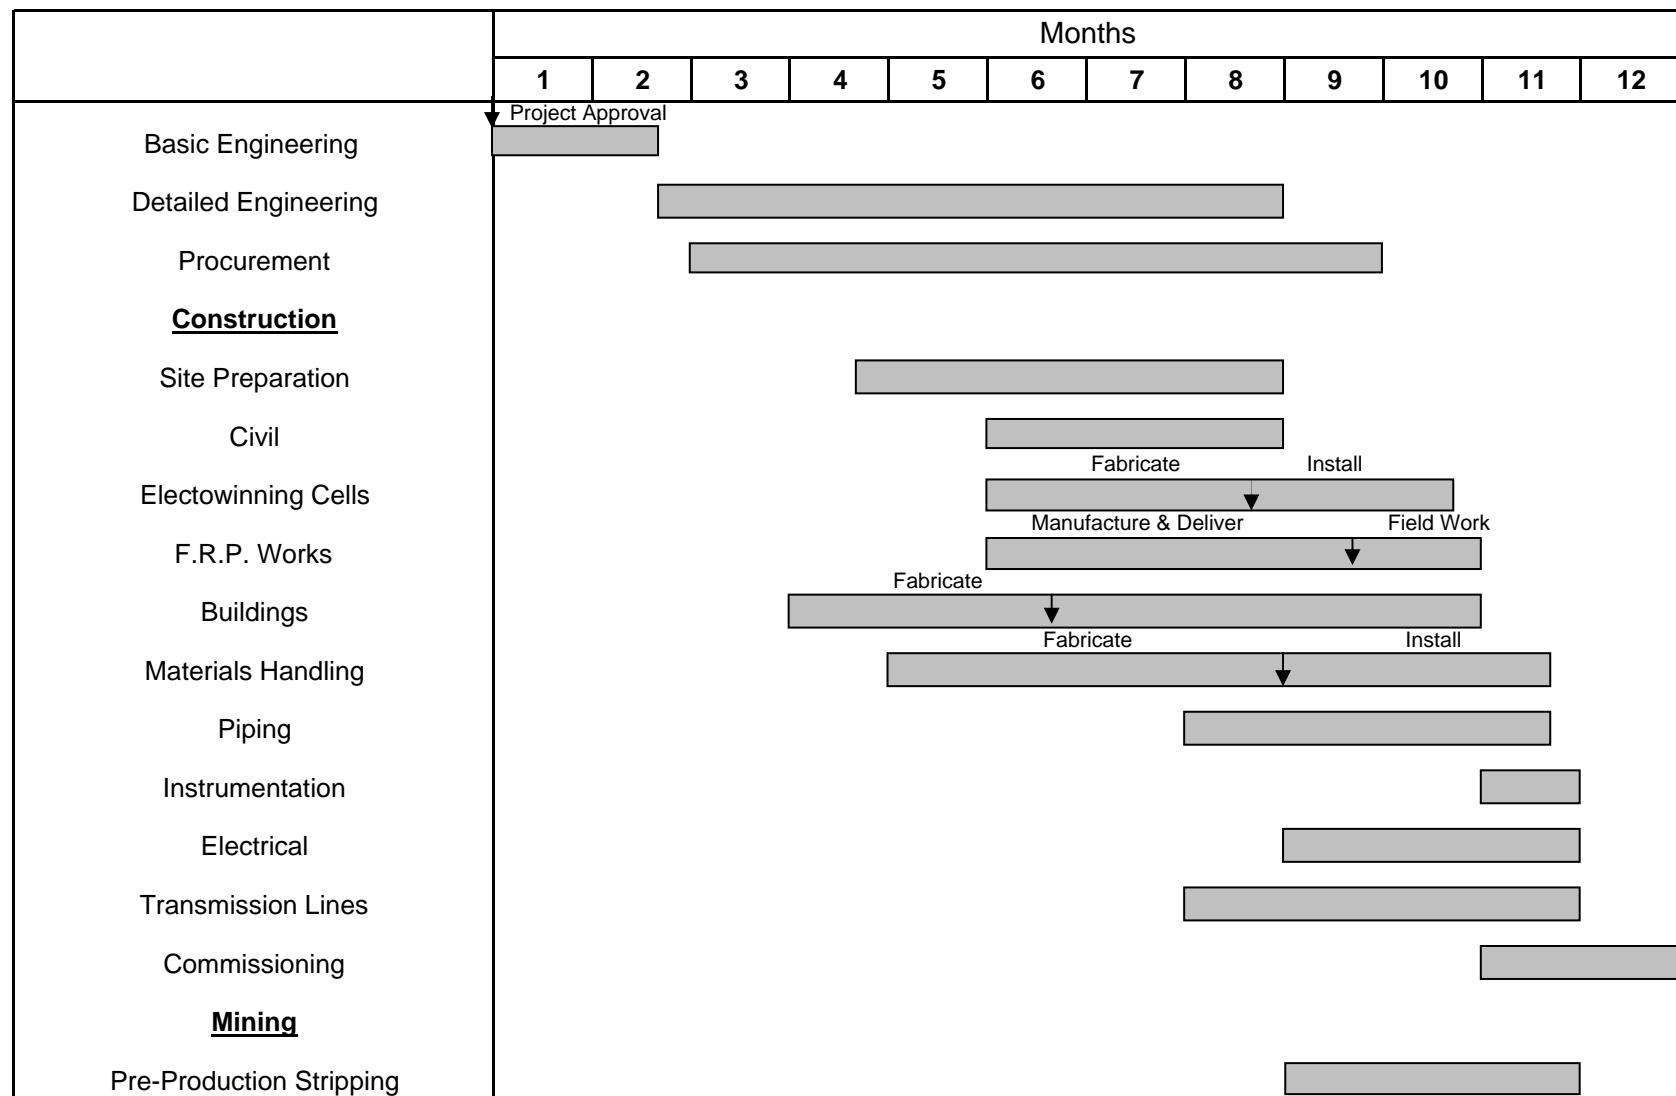 Months
1 2 3 4 5 6 7 8 9 10 11 12
Project Approval
Basic Engineering
Detailed Engineering
Procurement
Construction
Site Preparation
Civil
Fabricate Install
Electowinning Cells
Manufacture & Deliver Field Work
F.R.P. Works
Fabricate
Buildings
Fabricate Install
Materials Handling
Piping
Instrumentation
Electrical
Transmission Lines
Commissioning
Mining
Pre-Production Stripping